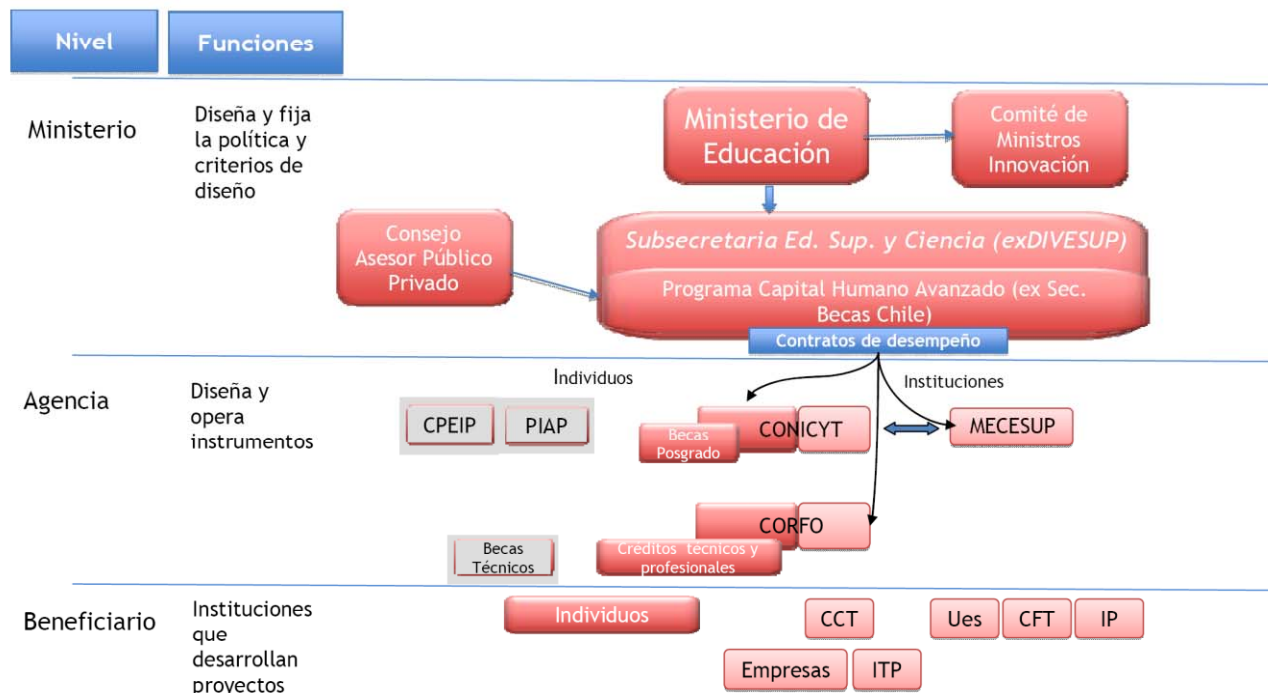 Nivel
Funciones
Ministerio
Diseña y fija
la política y
criterios de
diseño
Ministerio de
Educación
Comité de
Ministros
Innovación
Consejo
Asesor Público
Privado
Subsecretaria Ed. Sup. y Ciencia (exDIVESUP)
Programa Capital Humano Avanzado (ex Sec.
Becas Chile)
Contratos de desempeño
Agencia
Diseña y
opera
instrumentos
Individuos
Instituciones
CPEIP
PIAP
Becas
Posgrado
CONICYT
MECESUP
CORFO
Becas
Técnicos
Créditos técnicos y
profesionales
Beneficiario
Instituciones
que
desarrollan
proyectos
Individuos
CCT
Ues
CFT
IP
Empresas
ITP